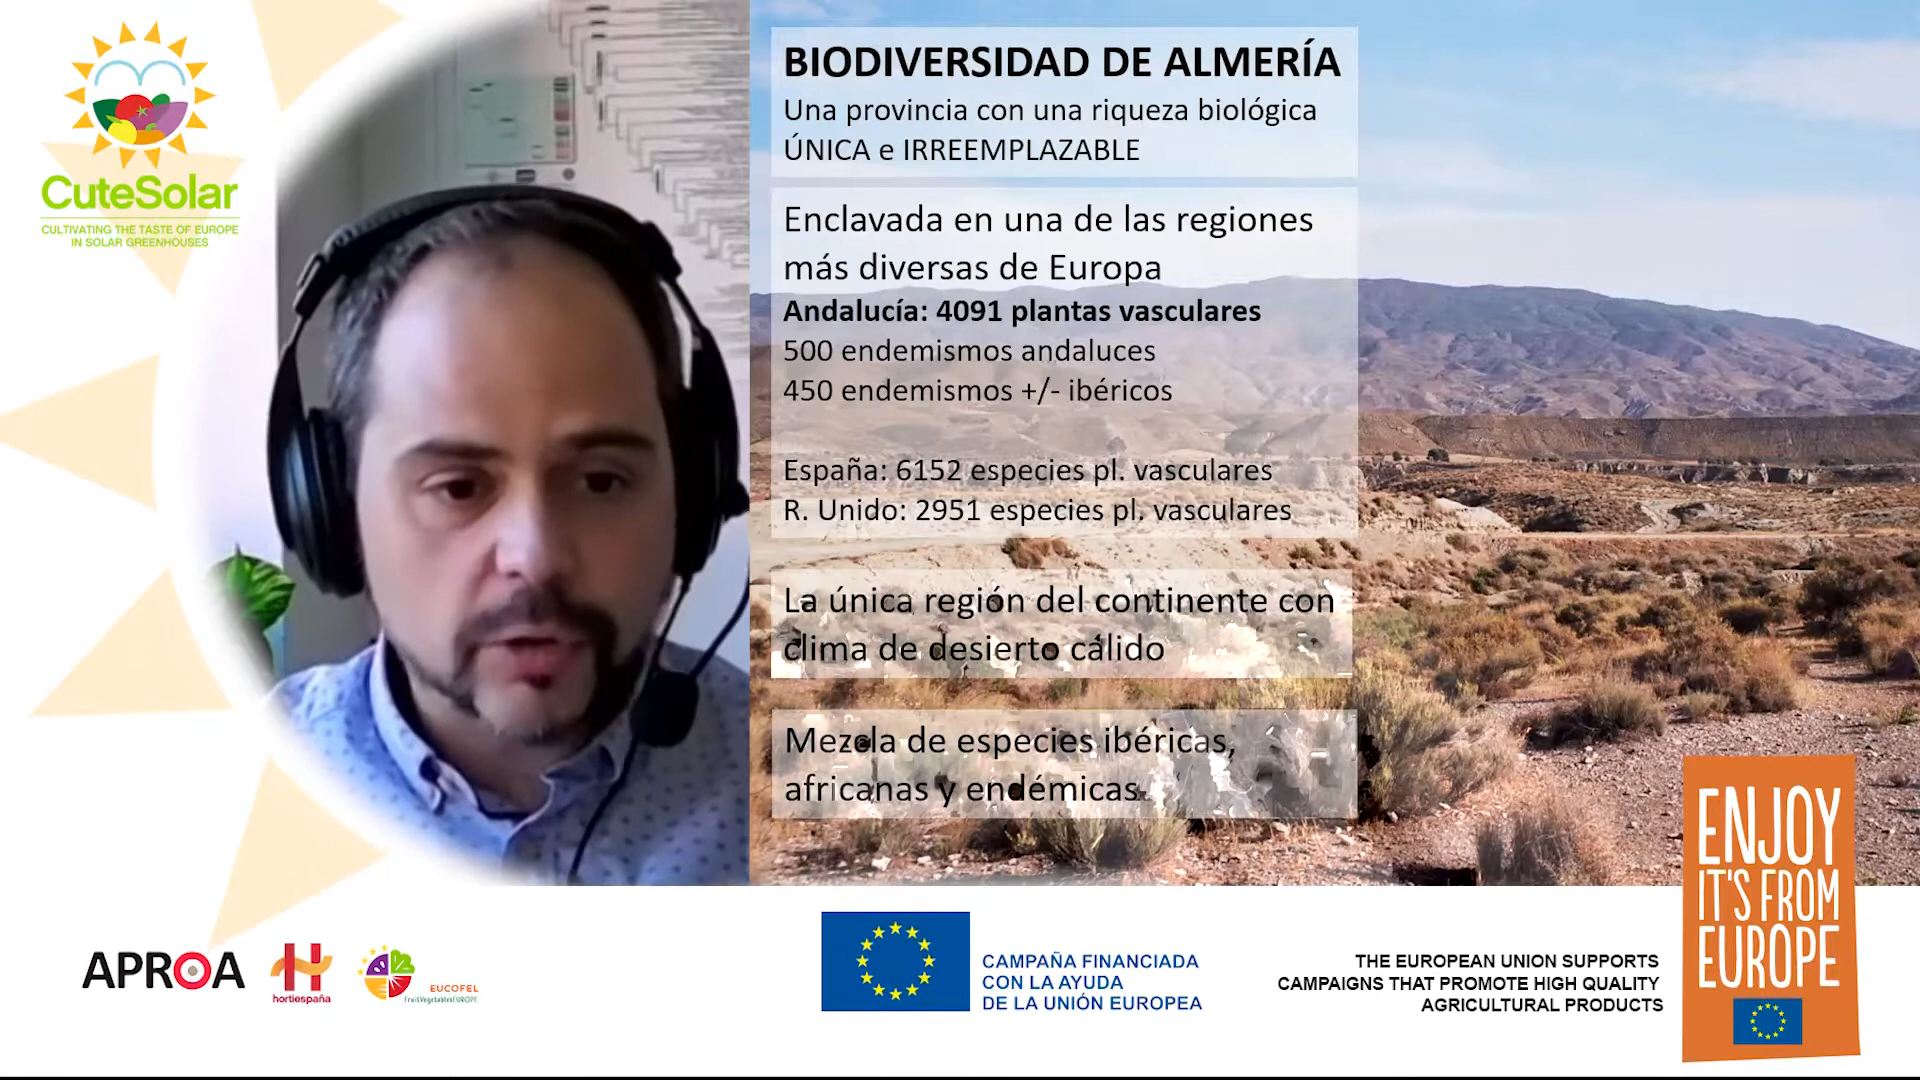 CuteSolar
CULTIVATING THE TASTE OF EUROPE
IN SOLAR GREENHOUSES
BIODIVERSIDAD DE ALMERÍA
Una provincia con una riqueza biológica
ÚNICA e IRREEMPLAZABLE
Enclavada en una de las regiones
más diversas de Europa
Andalucía: 4091 plantas vasculares
500 endemismos andaluces
450 endemismos +/- ibéricos
España: 6152 especies pl. vasculares
R. Unido: 2951 especies pl. vasculares
La única región del continente con
clima de desierto cálido
Mezcla de especies ibéricas,
africanas y endémicas
APROA
hortiespaña
EUCOFEL
FruitVegetablesEUROPE
CAMPAÑA FINANCIADA
CON LA AYUDA
DE LA UNIÓN EUROPEA
THE EUROPEAN UNION SUPPORTS
CAMPAIGNS THAT PROMOTE HIGH QUALITY
AGRICULTURAL PRODUCTS
ENJOY
IT'S FROM
EUROPE